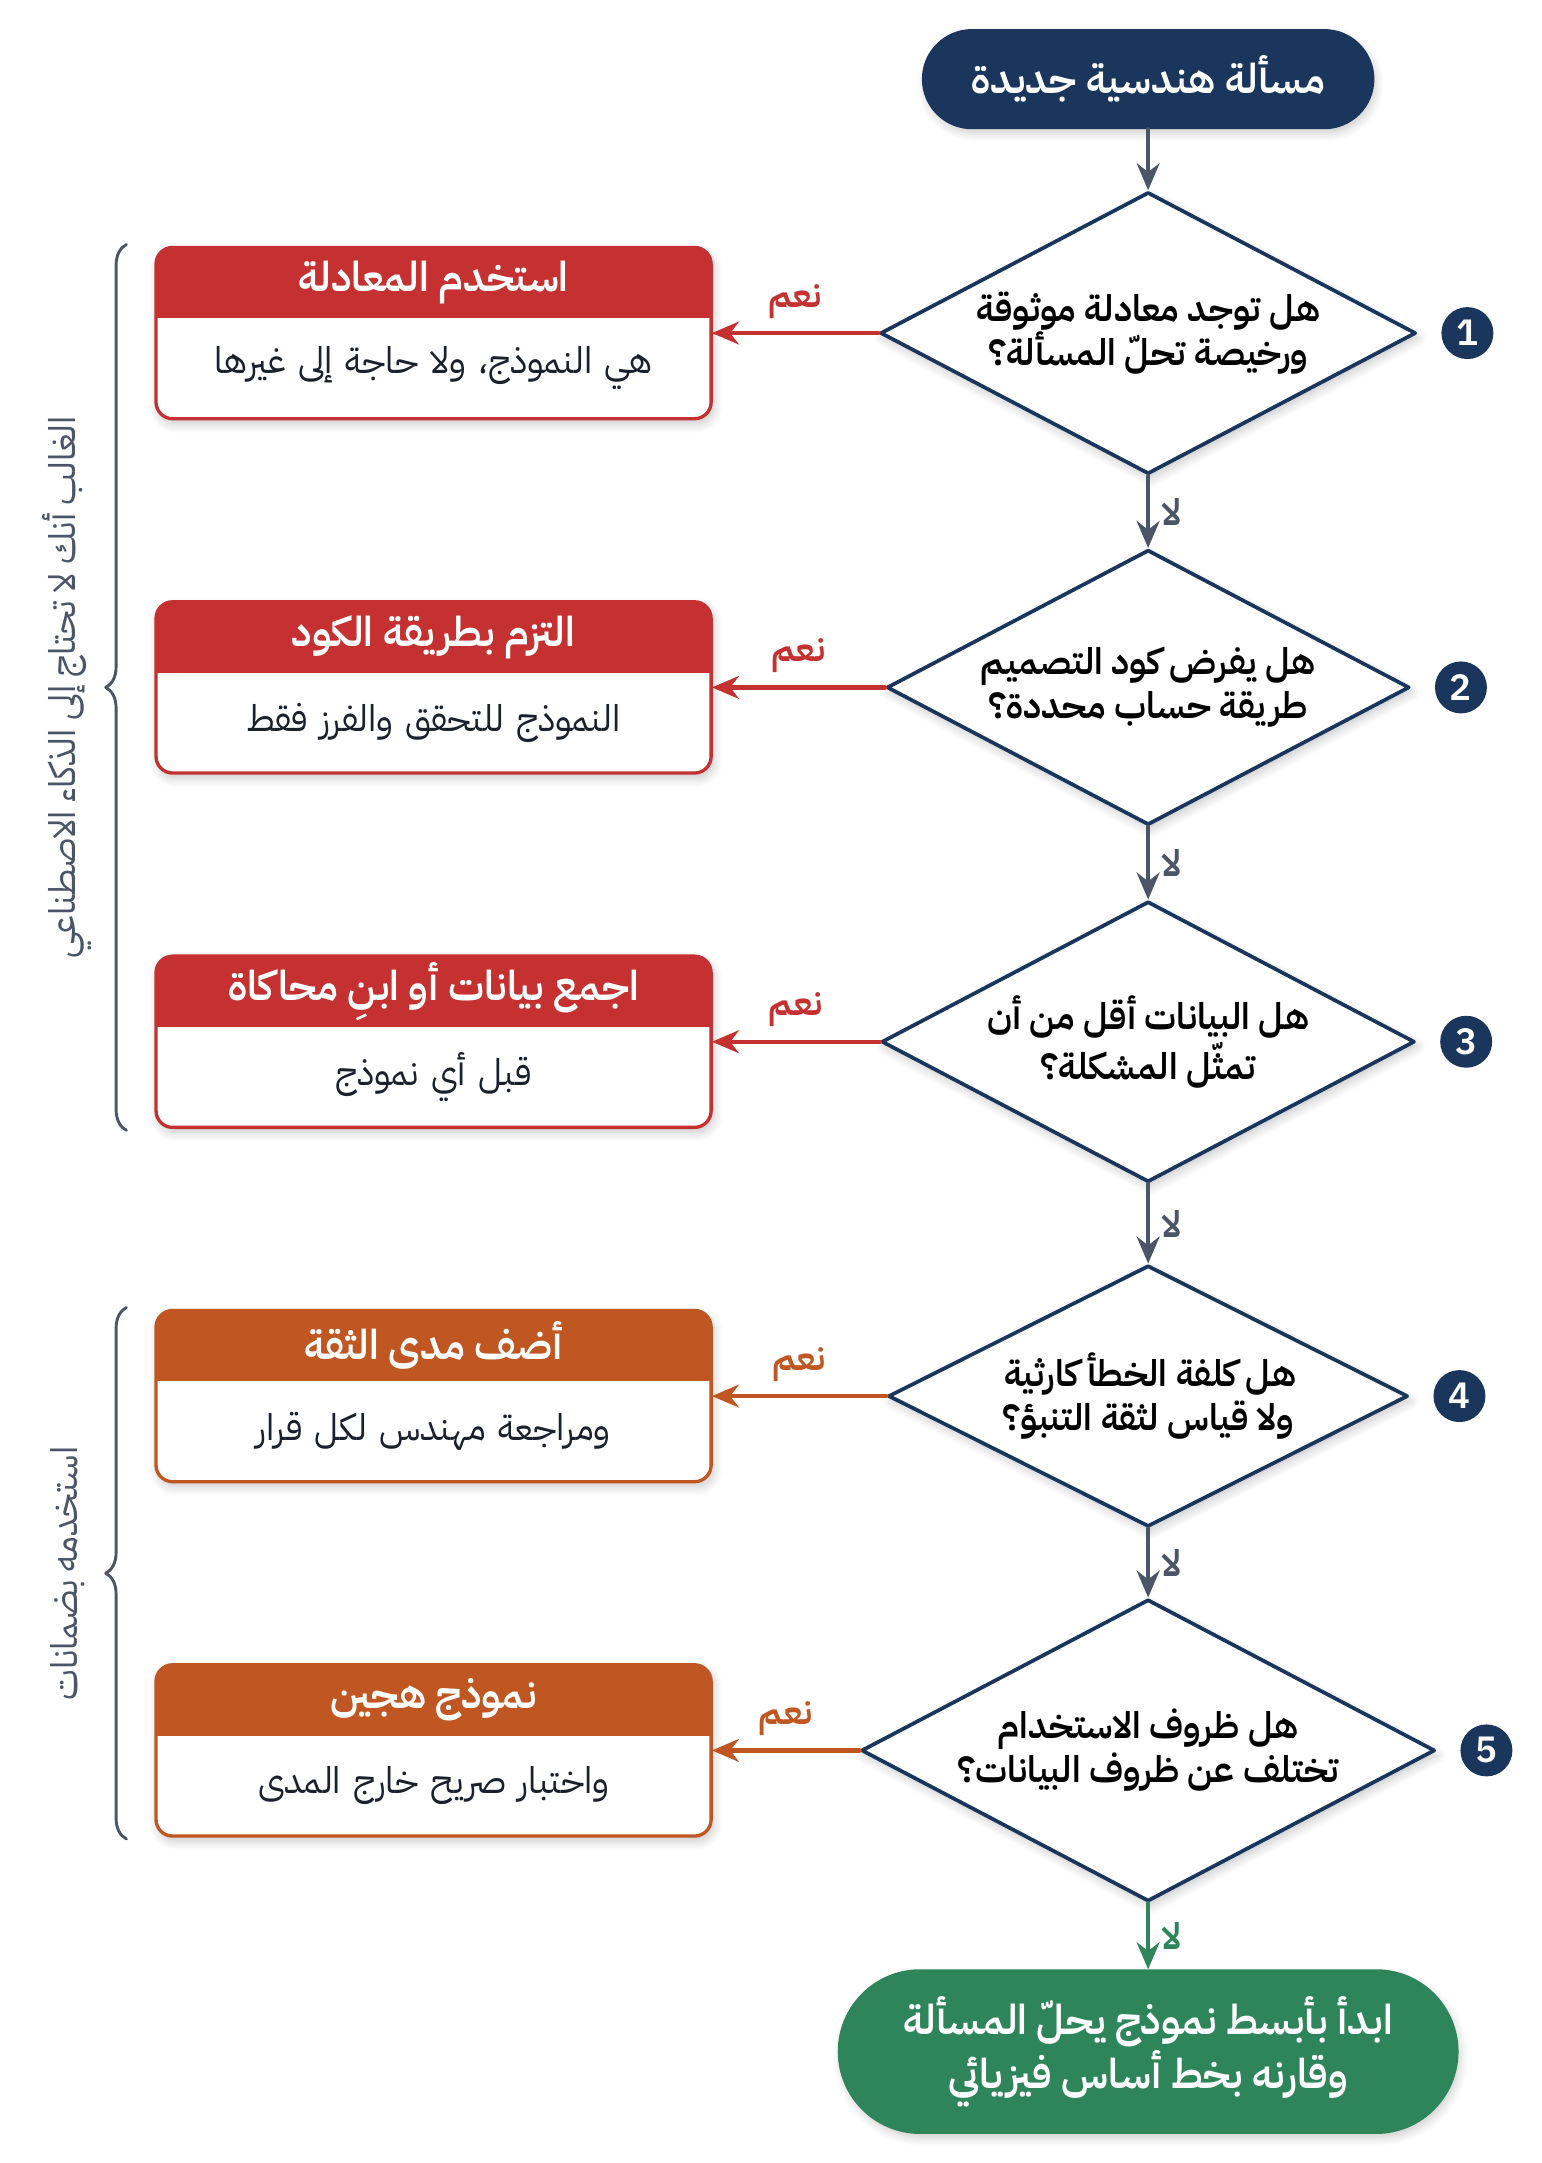 مسألة هندسية جديدة
1
هل توجد معادلة موثوقة
ورخيصة تحلّ المسألة؟
نعم
استخدم المعادلة
هي النموذج، ولا حاجة إلى غيرها
لا
2
هل يفرض كود التصميم
طريقة حساب محددة؟
نعم
التزم بطريقة الكود
النموذج للتحقق والفرز فقط
لا
3
هل البيانات أقل من أن
تمثّل المشكلة؟
نعم
اجمع بيانات أو ابنِ محاكاة
قبل أي نموذج
الغالب أنك لا تحتاج إلى الذكاء الاصطناعي
لا
4
هل كلفة الخطأ كارثية
ولا قياس لثقة التنبؤ؟
نعم
أضف مدى الثقة
ومراجعة مهندس لكل قرار
لا
5
هل ظروف الاستخدام
تختلف عن ظروف البيانات؟
نعم
نموذج هجين
واختبار صريح خارج المدى
استخدمه بضمانات
لا
ابدأ بأبسط نموذج يحلّ المسألة
وقارنه بخط أساس فيزيائي